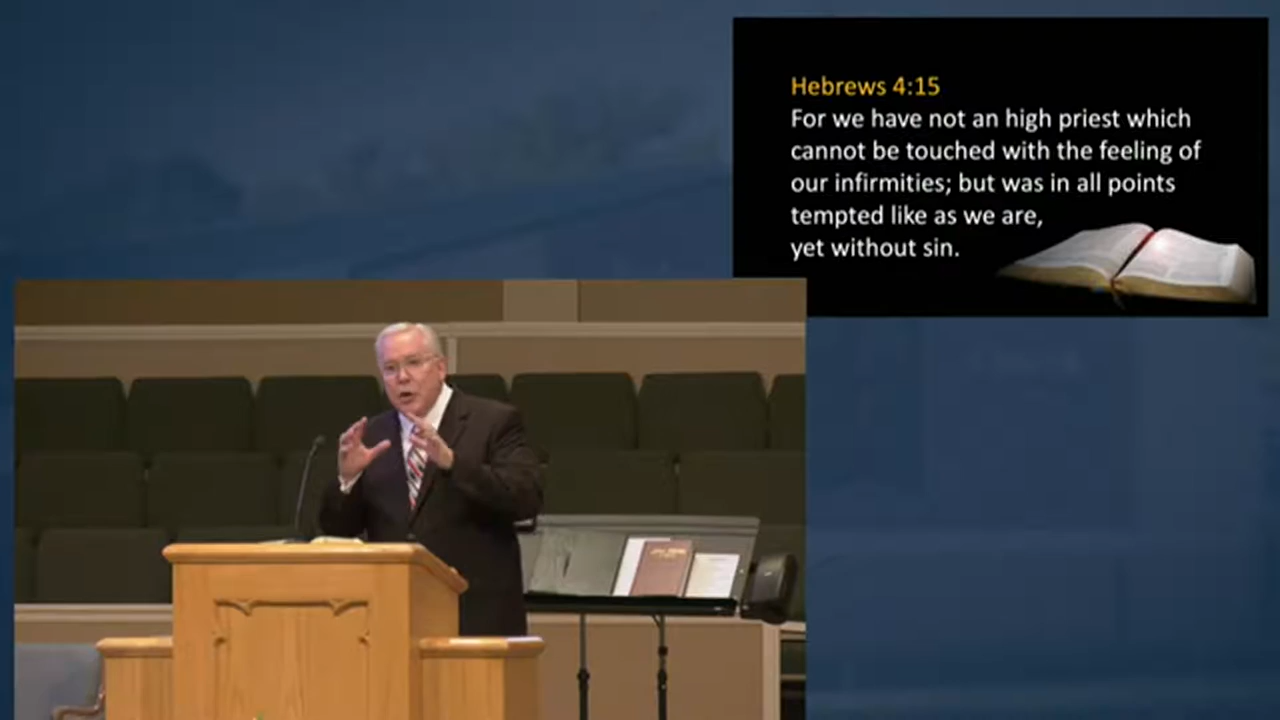 Hebrews 4:15
For we have not an high priest which
cannot be touched with the feeling of
our infirmities; but was in all points
tempted like as we are,
yet without sin.